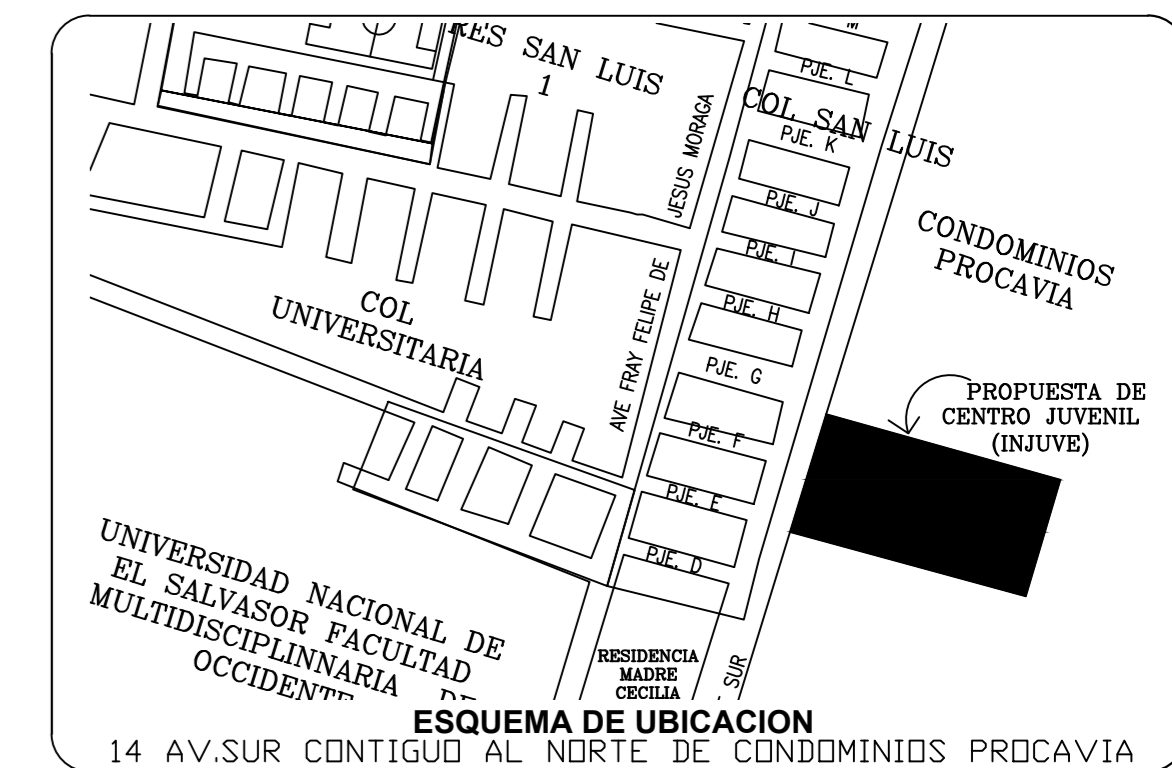 M
RES SAN LUIS
1
PJE. L
COL SAN LUIS
JESUS MORAGA
PJE. K
PJE. J
CONDOMINIOS
PROCAVIA
PJE. I
AVE FRAY FELIPE DE
COL
UNIVERSITARIA
PJE. H
PJE. G
PROPUESTA DE
CENTRO JUVENIL
(INJUVE)
PJE. F
PJE. E
PJE. D
UNIVERSIDAD NACIONAL DE
EL SALVASOR FACULTAD
MULTIDISCIPLINNARIA DE
OCCIDENTE
RESIDENCIA
MADRE
CECILIA
SUR
ESQUEMA DE UBICACION
14 AV.SUR CONTIGUO AL NORTE DE CONDOMINIOS PROCAVIA